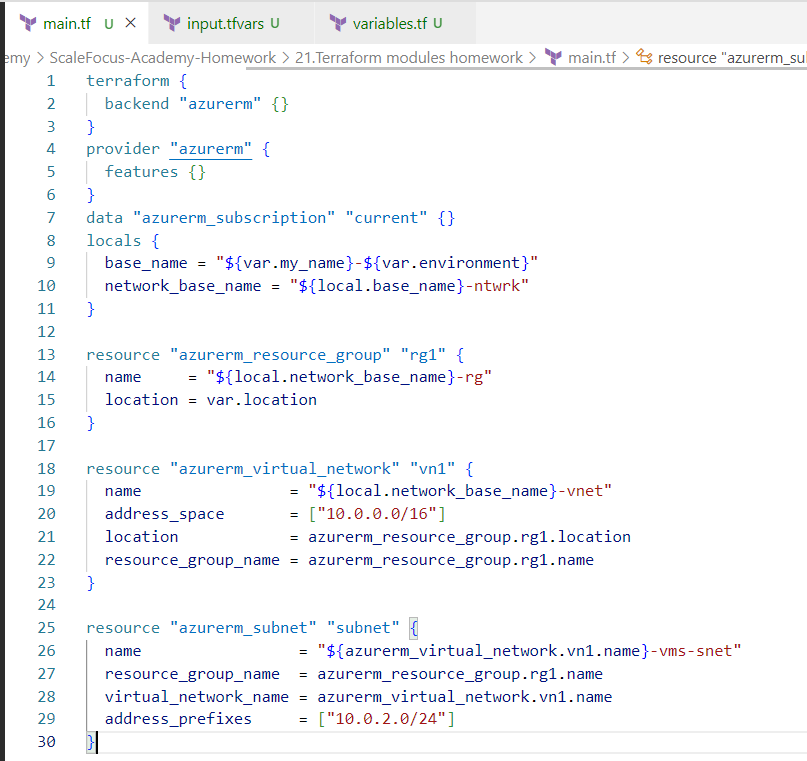 main.tf U × input.tfvars U variables.tf U
emy > ScaleFocus-Academy-Homework > 21.Terraform modules homework > main.tf > resource "azurerm_su
1 terraform {
2   backend "azurerm" {}
3 }
4 provider "azurerm" {
5   features {}
6 }
7 data "azurerm_subscription" "current" {}
8 locals {
9   base_name = "${var.my_name}-${var.environment}"
10   network_base_name = "${local.base_name}-ntwrk"
11 }
12
13 resource "azurerm_resource_group" "rg1" {
14   name     = "${local.network_base_name}-rg"
15   location = var.location
16 }
17
18 resource "azurerm_virtual_network" "vn1" {
19   name                = "${local.network_base_name}-vnet"
20   address_space       = ["10.0.0.0/16"]
21   location            = azurerm_resource_group.rg1.location
22   resource_group_name = azurerm_resource_group.rg1.name
23 }
24
25 resource "azurerm_subnet" "subnet" {
26   name                 = "${azurerm_virtual_network.vn1.name}-vms-snet"
27   resource_group_name  = azurerm_resource_group.rg1.name
28   virtual_network_name = azurerm_virtual_network.vn1.name
29   address_prefixes     = ["10.0.2.0/24"]
30 }